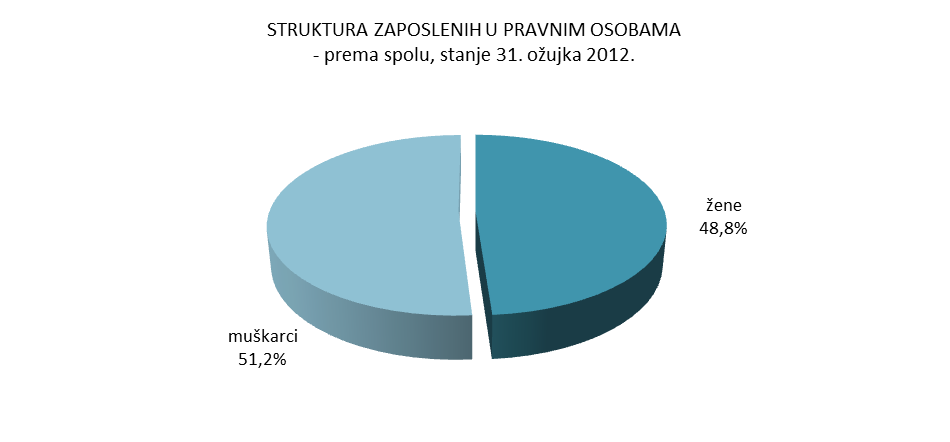 STRUKTURA ZAPOSLENIH U PRAVNIM OSOBAMA
- prema spolu, stanje 31. ožujka 2012.
žene
48,8%
muškarci
51,2%